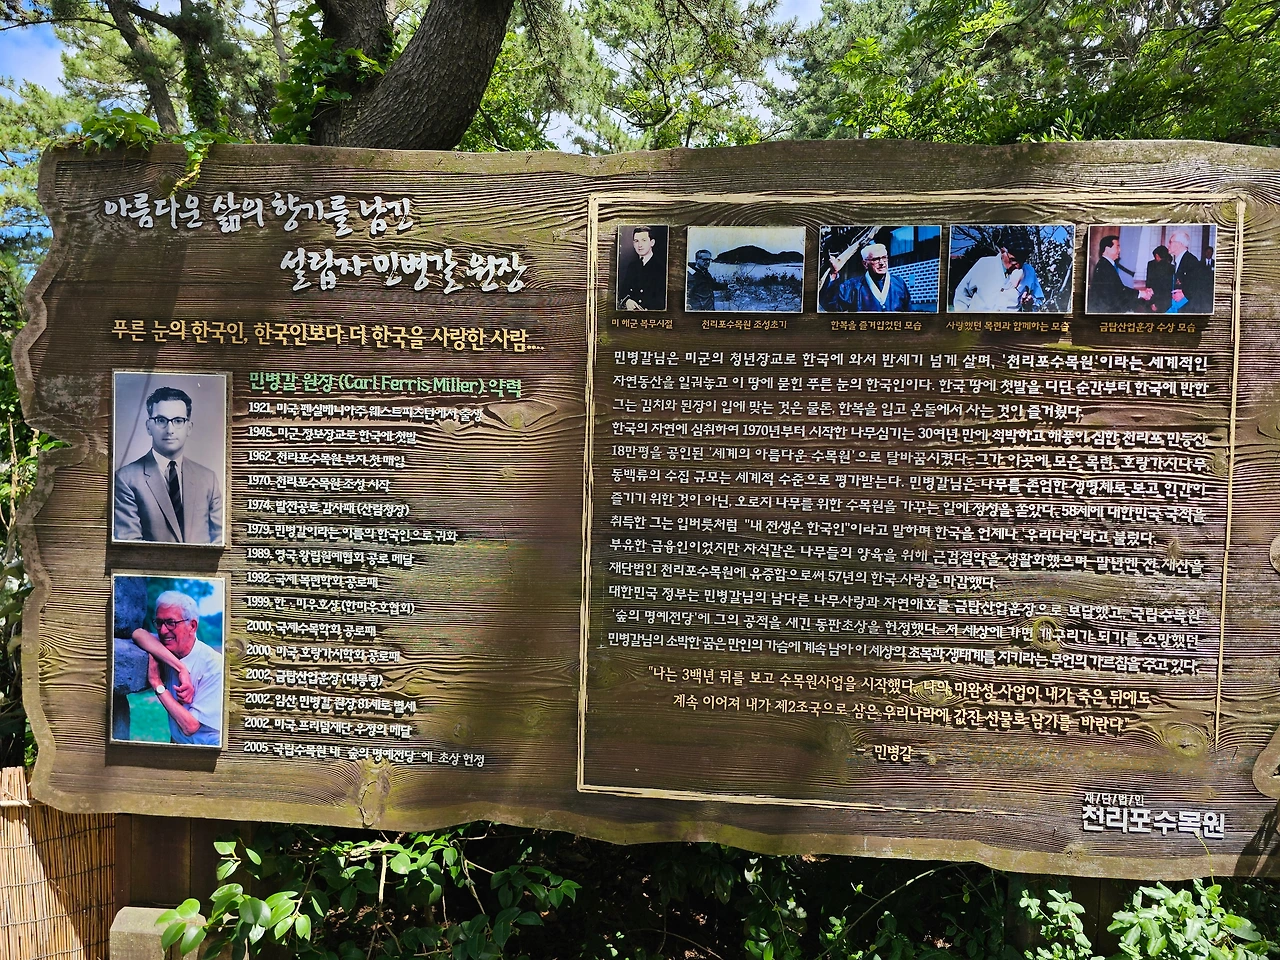 아름다운 삶의 향기를 남긴
설립자 민병갈 원장
푸른 눈의 한국인, 한국인보다 더 한국을 사랑한 사람....
민병갈 원장 (Carl Ferris Miller) 약력
1921. 미국 펜실베니아주 웨스트피츠턴에서 출생
1945. 미군 정보장교로 한국에 첫발
1962. 천리포수목원 부지 첫 매입
1970. 천리포수목원 조성 시작
1974. 발전공로 감사패 (산림청장)
1979. 민병갈이라는 이름의 한국인으로 귀화
1989. 영국 왕립원예협회 공로 메달
1992. 국제 목련학회 공로패
1999. 한·미우호상 (한미우호협회)
2000. 국제수목학회 공로패
2000. 미국 호랑가시학회 공로패
2002. 금탑산업훈장 (대통령)
2002. 임산 민병갈 원장 81세로 별세
2002. 미국 프리덤재단 우정의 메달
2005. 국립수목원 내 "숲의 명예전당"에 초상 헌정
미 해군 복무시절
천리포수목원 조성초기
한복을 즐겨입었던 모습
사랑했던 목련과 함께하는 모습
금탑산업훈장 수상 모습
민병갈님은 미군의 청년장교로 한국에 와서 반세기 넘게 살며, '천리포수목원'이라는 세계적인
자연동산을 일궈놓고 이 땅에 묻힌 푸른 눈의 한국인이다. 한국 땅에 첫발을 디딘 순간부터 한국에 반한
그는 김치와 된장이 입에 맞는 것은 물론, 한복을 입고 온돌에서 사는 것이 즐거웠다.
한국의 자연에 심취하여 1970년부터 시작한 나무심기는 30여년 만에 척박하고 해풍이 심한 천리포 민둥산
18만평을 공인된 '세계의 아름다운 수목원'으로 탈바꿈시켰다. 그가 이곳에 모은 목련, 호랑가시나무,
동백류의 수집 규모는 세계적 수준으로 평가받는다. 민병갈님은 나무를 존엄한 생명체로 보고 인간이
즐기기 위한 것이 아닌, 오로지 나무를 위한 수목원을 가꾸는 일에 정성을 쏟았다. 58세에 대한민국 국적을
취득한 그는 입버릇처럼 "내 전생은 한국인"이라고 말하며 한국을 언제나 '우리나라'라고 불렀다.
부유한 금융인이었지만 자식같은 나무들의 양육을 위해 근검절약을 생활화했으며 말년엔 전 재산을
재단법인 천리포수목원에 유증함으로써 57년의 한국 사랑을 마감했다.
대한민국 정부는 민병갈님의 남다른 나무사랑과 자연애호를 금탑산업훈장으로 보답했고, 국립수목원
'숲의 명예전당'에 그의 공적을 새긴 동판초상을 헌정했다. 저 세상에 가면 개구리가 되기를 소망했던
민병갈님의 소박한 꿈은 만인의 가슴에 계속 남아 이 세상의 초목과 생태계를 지키라는 무언의 가르침을 주고 있다.
"나는 3백년 뒤를 보고 수목원사업을 시작했다. 나의 미완성 사업이 내가 죽은 뒤에도
계속 이어져 내가 제2조국으로 삼은 우리나라에 값진 선물로 남기를 바란다"
- 민병갈 -
재/단/법/인
천리포수목원